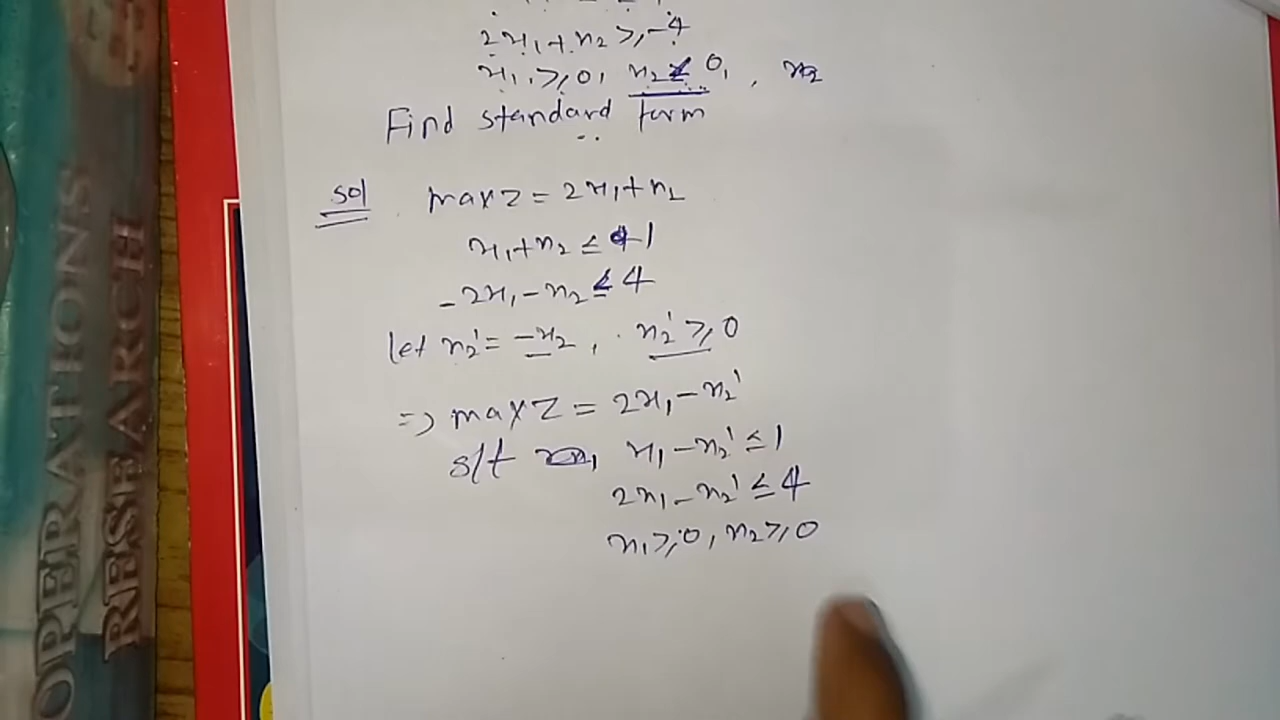 2x₁+x₂ ≥ -4
x₁ ≥ 0, x₂ ≤ 0, , x₂
Find standard form
sol max Z = 2x₁+x₂
x₁+x₂ ≤ 1
-2x₁-x₂ ≤ 4
let x₂' = -x₂, x₂' ≥ 0
=> max Z = 2x₁-x₂'
s/t x₁-x₂' ≤ 1
2x₁-x₂' ≤ 4
x₁ ≥ 0, x₂ ≥ 0
OPERATIONS
RESEARCH